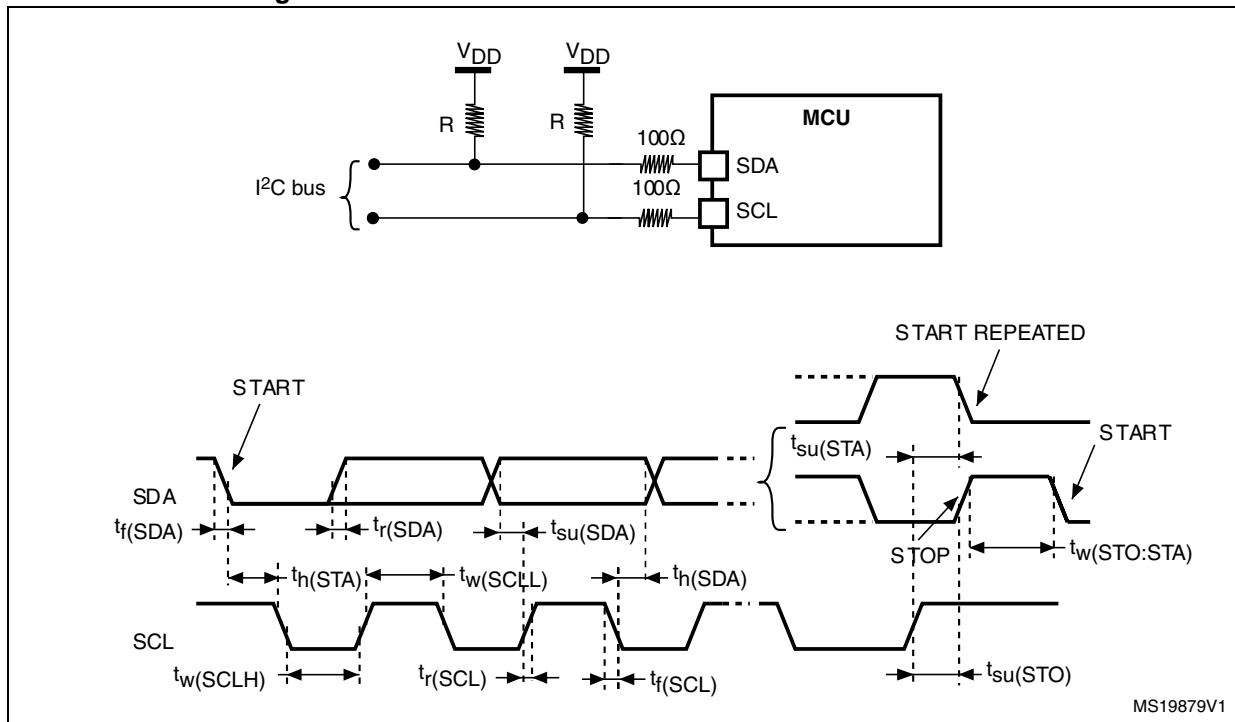 V_DD V_DD
R R
100Ω
100Ω
MCU
SDA
SCL
I²C bus
START REPEATED
START
START
SDA
t_su(STA)
t_f(SDA)
t_r(SDA)
t_su(SDA)
STOP
t_w(STO:STA)
t_h(STA)
t_w(SCLL)
t_h(SDA)
SCL
t_w(SCLH)
t_r(SCL)
t_f(SCL)
t_su(STO)
MS19879V1